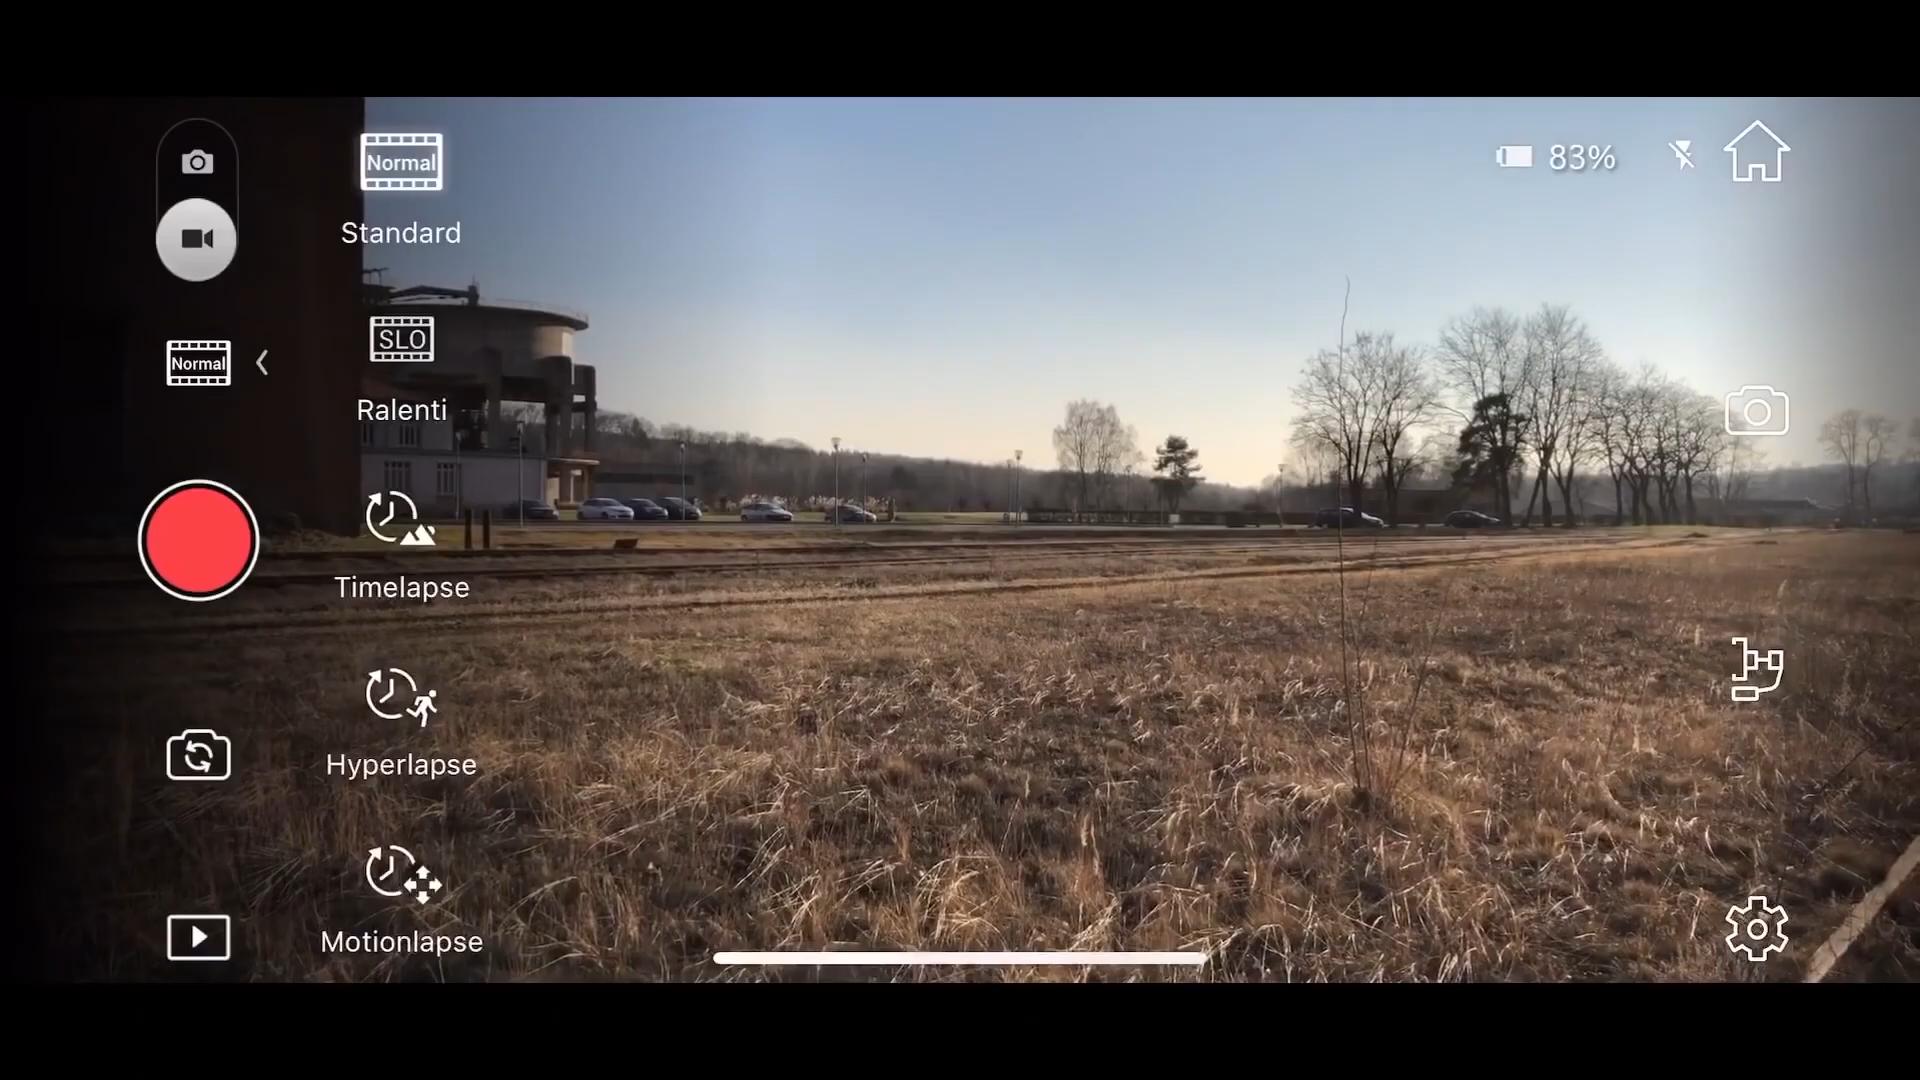 Normal
Standard
83%
SLO
Ralenti
Normal
Timelapse
Hyperlapse
Motionlapse